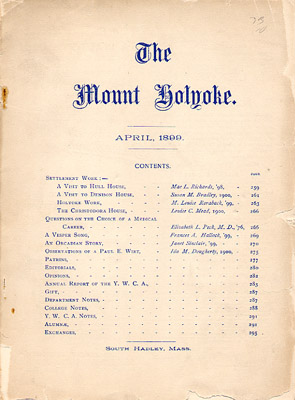 The
Mount Holyoke.
APRIL, 1899.
CONTENTS.
PAGE
SETTLEMENT WORK:—
A VISIT TO HULL HOUSE, - - Mae L. Richards, '98, - 259
A VISIT TO DENISON HOUSE, - - Susan M. Bradley, 1900, - 261
HOLYOKE WORK, - - - M. Louise Roraback, '99, - 263
THE CONSIDODORA HOUSE, - - Louise C. Mead, 1900, - 266
QUESTIONS ON THE CHOICE OF A MEDICAL
CAREER, - - - Elizabeth L. Peck, M. D., '76, 266
A VESPER SONG, - - - Frances A. Hallock, '99, - 269
AN ORCADIAN STORY, - - - Janet Sinclair, '99, - 270
OBSERVATIONS OF A PAUL E. WIRT, - Ida M. Dougherty, 1900, - 275
PATRINS, - - - 277
EDITORIALS, - - - 280
OPINIONS, - - - 282
ANNUAL REPORT OF THE Y. W. C. A., - - - 283
GIFT, - - - 287
DEPARTMENT NOTES, - - - 287
COLLEGE NOTES, - - - 288
Y. W. C. A. NOTES, - - - 291
ALUMNÆ, - - - 292
EXCHANGES, - - - 295
SOUTH HADLEY, MASS.